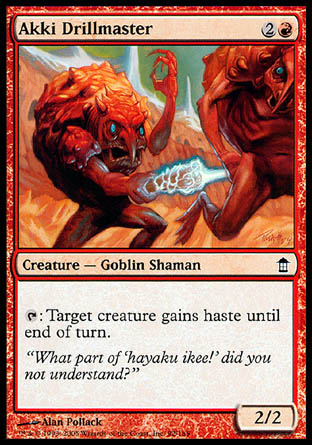 Akki Drillmaster 2
Creature — Goblin Shaman
: Target creature gains haste until
end of turn.
"What part of 'hayaku ikee!' did you
not understand?"
Alan Pollack
2/2